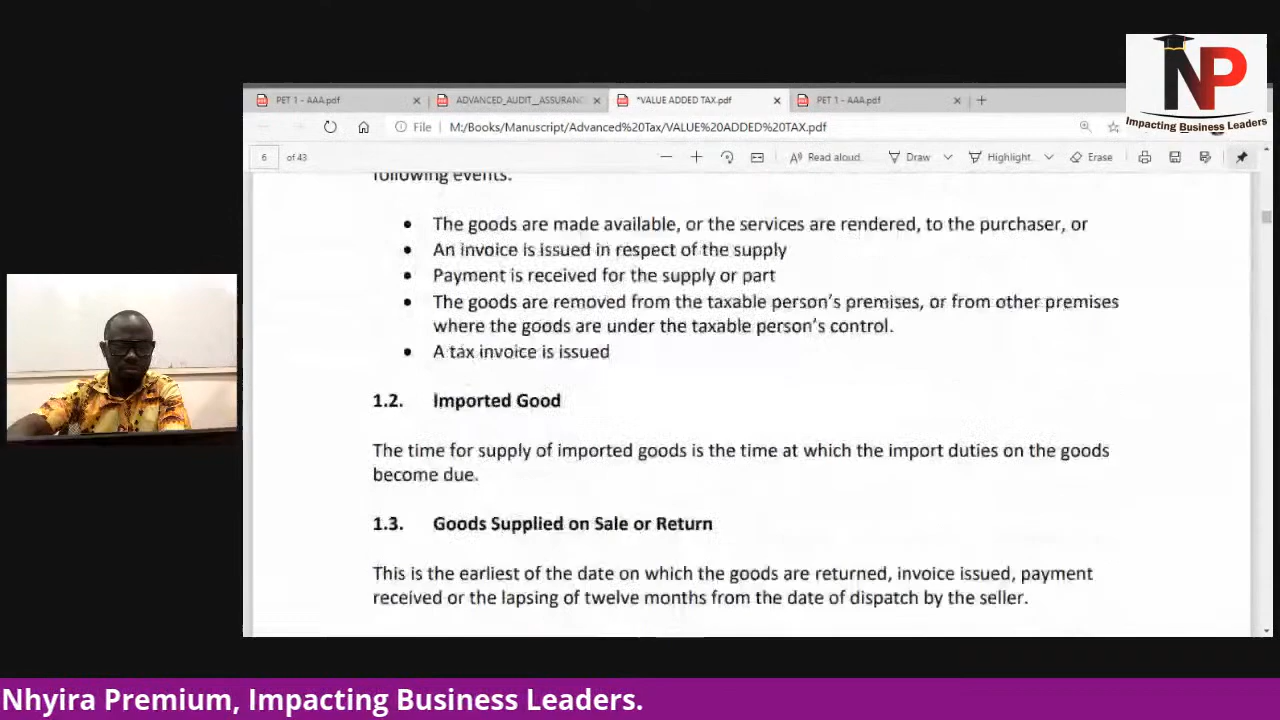 NP
Impacting Business Leaders
PET 1 - AAA.pdf
ADVANCED_AUDIT__ASSURANC
*VALUE ADDED TAX.pdf
PET 1 - AAA.pdf
File M:/Books/Manuscript/Advanced%20Tax/VALUE%20ADDED%20TAX.pdf
6 of 43
Read aloud
Draw
Highlight
Erase
following events.
• The goods are made available, or the services are rendered, to the purchaser, or
• An invoice is issued in respect of the supply
• Payment is received for the supply or part
• The goods are removed from the taxable person's premises, or from other premises
where the goods are under the taxable person's control.
• A tax invoice is issued
1.2. Imported Good
The time for supply of imported goods is the time at which the import duties on the goods
become due.
1.3. Goods Supplied on Sale or Return
This is the earliest of the date on which the goods are returned, invoice issued, payment
received or the lapsing of twelve months from the date of dispatch by the seller.
Nhyira Premium, Impacting Business Leaders.